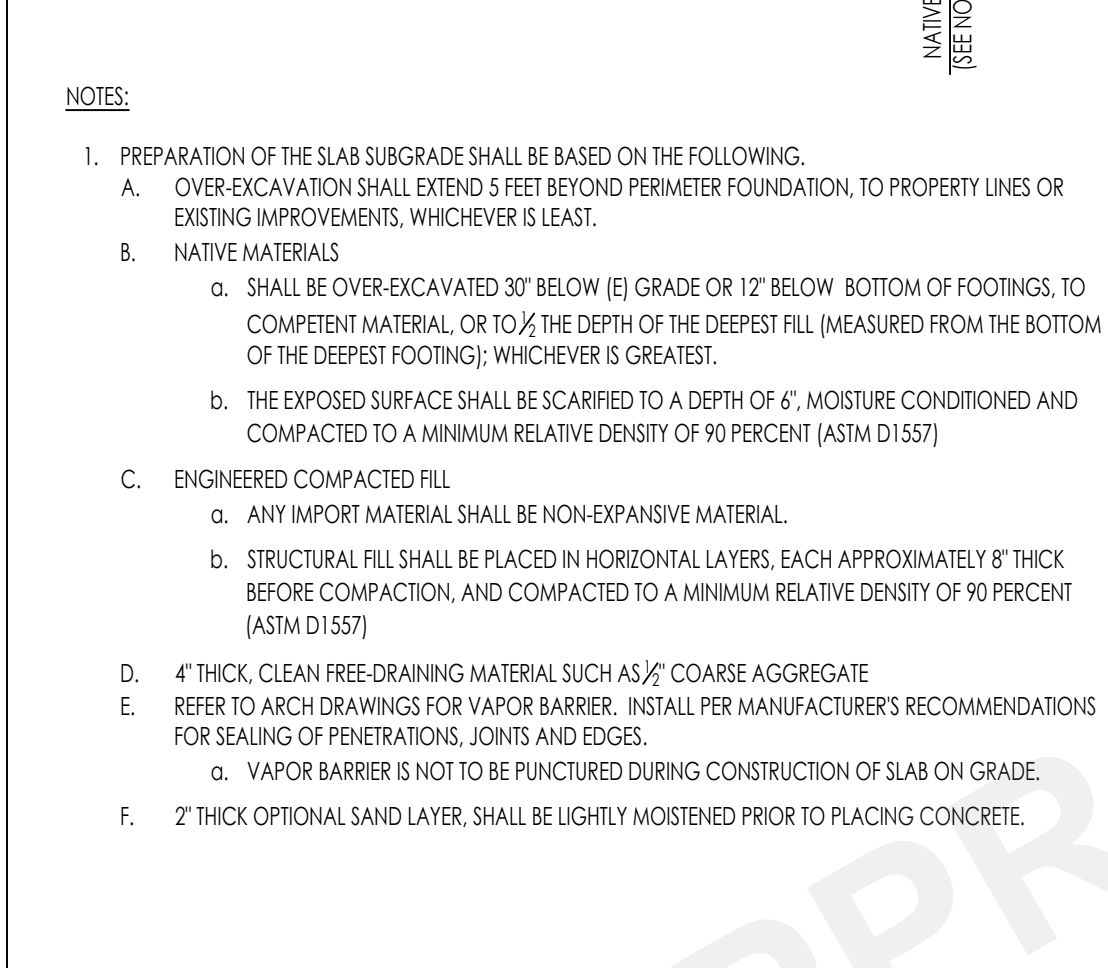 NATIVE
(SEE NO
NOTES:
1. PREPARATION OF THE SLAB SUBGRADE SHALL BE BASED ON THE FOLLOWING.
A. OVER-EXCAVATION SHALL EXTEND 5 FEET BEYOND PERIMETER FOUNDATION, TO PROPERTY LINES OR
EXISTING IMPROVEMENTS, WHICHEVER IS LEAST.
B. NATIVE MATERIALS
a. SHALL BE OVER-EXCAVATED 30" BELOW (E) GRADE OR 12" BELOW BOTTOM OF FOOTINGS, TO
COMPETENT MATERIAL, OR TO ½ THE DEPTH OF THE DEEPEST FILL (MEASURED FROM THE BOTTOM
OF THE DEEPEST FOOTING); WHICHEVER IS GREATEST.
b. THE EXPOSED SURFACE SHALL BE SCARIFIED TO A DEPTH OF 6", MOISTURE CONDITIONED AND
COMPACTED TO A MINIMUM RELATIVE DENSITY OF 90 PERCENT (ASTM D1557)
C. ENGINEERED COMPACTED FILL
a. ANY IMPORT MATERIAL SHALL BE NON-EXPANSIVE MATERIAL.
b. STRUCTURAL FILL SHALL BE PLACED IN HORIZONTAL LAYERS, EACH APPROXIMATELY 8" THICK
BEFORE COMPACTION, AND COMPACTED TO A MINIMUM RELATIVE DENSITY OF 90 PERCENT
(ASTM D1557)
D. 4" THICK, CLEAN FREE-DRAINING MATERIAL SUCH AS ½" COARSE AGGREGATE
E. REFER TO ARCH DRAWINGS FOR VAPOR BARRIER. INSTALL PER MANUFACTURER'S RECOMMENDATIONS
FOR SEALING OF PENETRATIONS, JOINTS AND EDGES.
a. VAPOR BARRIER IS NOT TO BE PUNCTURED DURING CONSTRUCTION OF SLAB ON GRADE.
F. 2" THICK OPTIONAL SAND LAYER, SHALL BE LIGHTLY MOISTENED PRIOR TO PLACING CONCRETE.
PPR